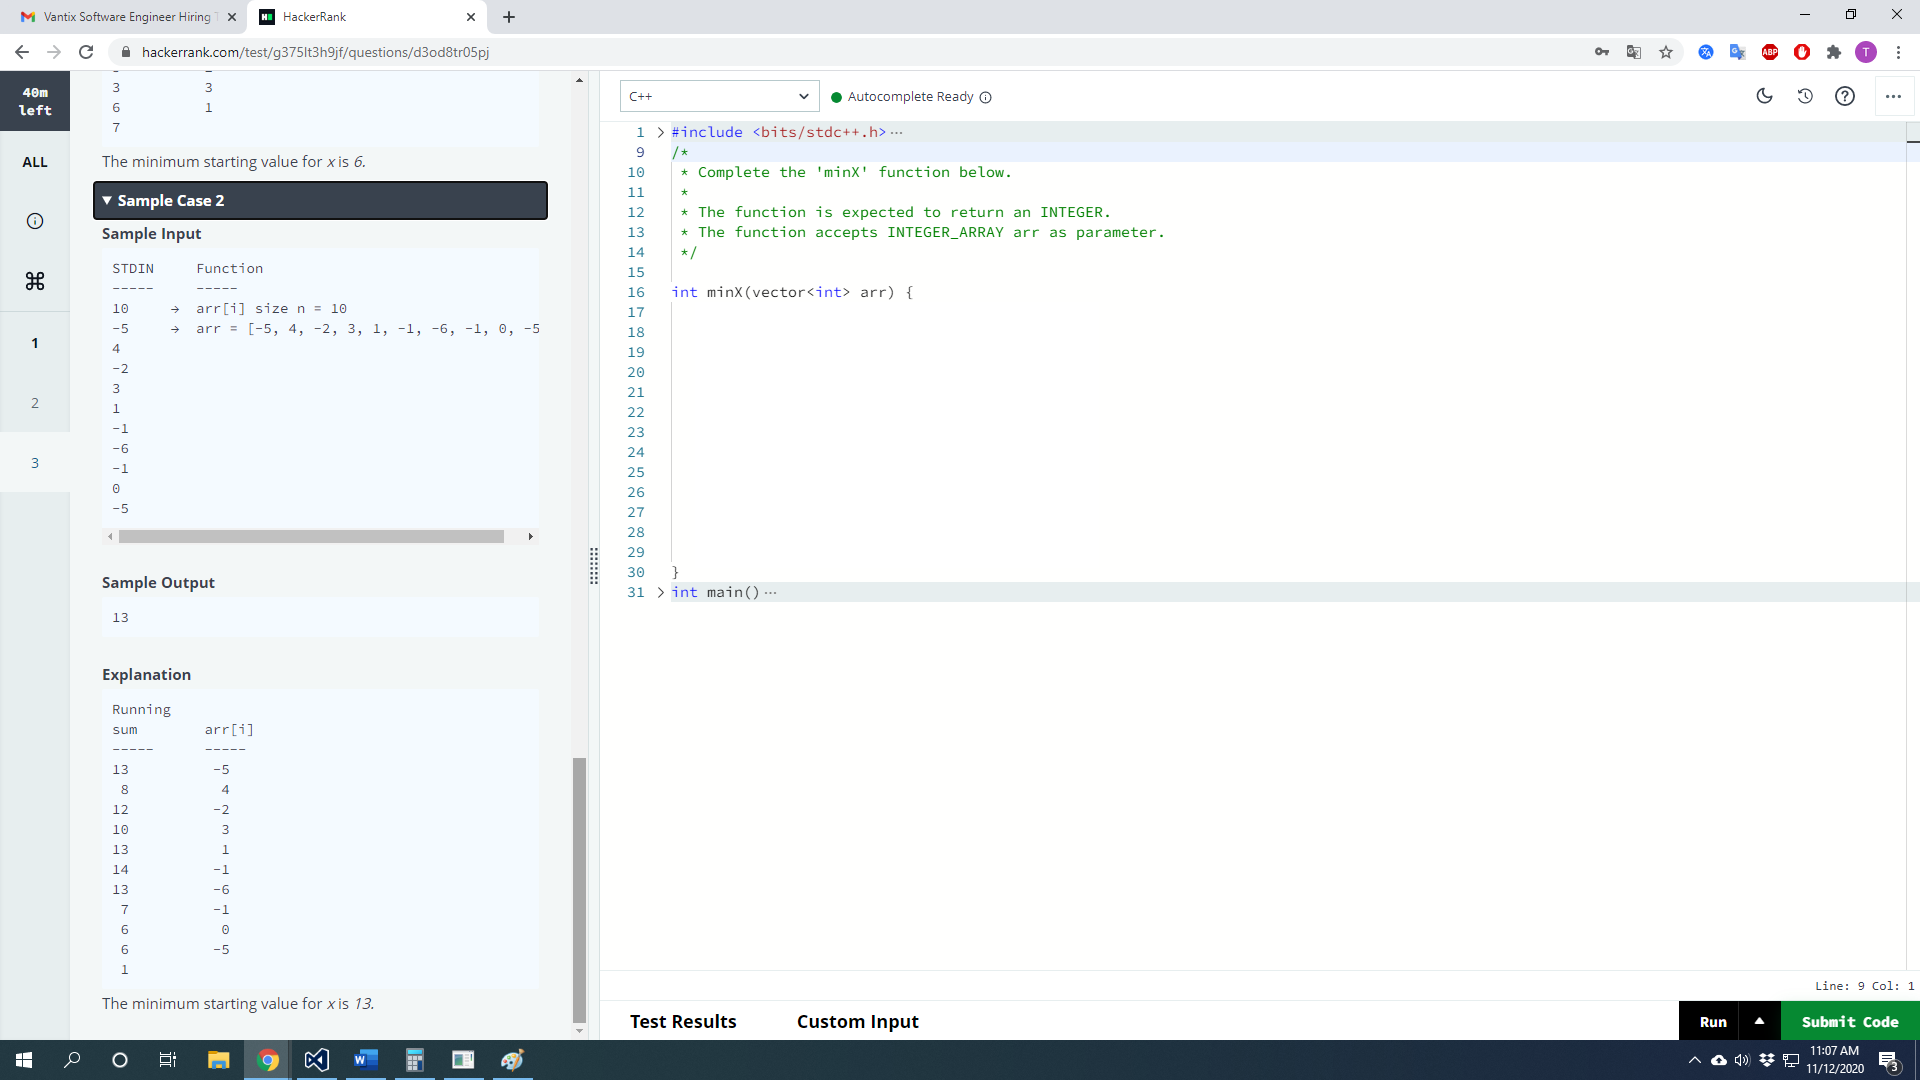 Vantix Software Engineer Hiring T
HackerRank
hackerrank.com/test/g375lt3h9jf/questions/d3od8tr05pj
ABP
T
40m
left
ALL
1
2
3
3 3
6 1
7
The minimum starting value for x is 6.
Sample Case 2
Sample Input
STDIN Function
----- -----
10 → arr[i] size n = 10
-5 → arr = [-5, 4, -2, 3, 1, -1, -6, -1, 0, -5
4
-2
3
1
-1
-6
-1
0
-5
Sample Output
13
Explanation
Running
sum arr[i]
----- -----
13 -5
8 4
12 -2
10 3
13 1
14 -1
13 -6
7 -1
6 0
6 -5
1
The minimum starting value for x is 13.
C++
Autocomplete Ready
1 #include <bits/stdc++.h>···
9 /*
10 * Complete the 'minX' function below.
11 *
12 * The function is expected to return an INTEGER.
13 * The function accepts INTEGER_ARRAY arr as parameter.
14 */
15
16 int minX(vector<int> arr) {
17
18
19
20
21
22
23
24
25
26
27
28
29
30 }
31 int main()···
Line: 9 Col: 1
Test Results Custom Input
Run
Submit Code
11:07 AM
11/12/2020
3